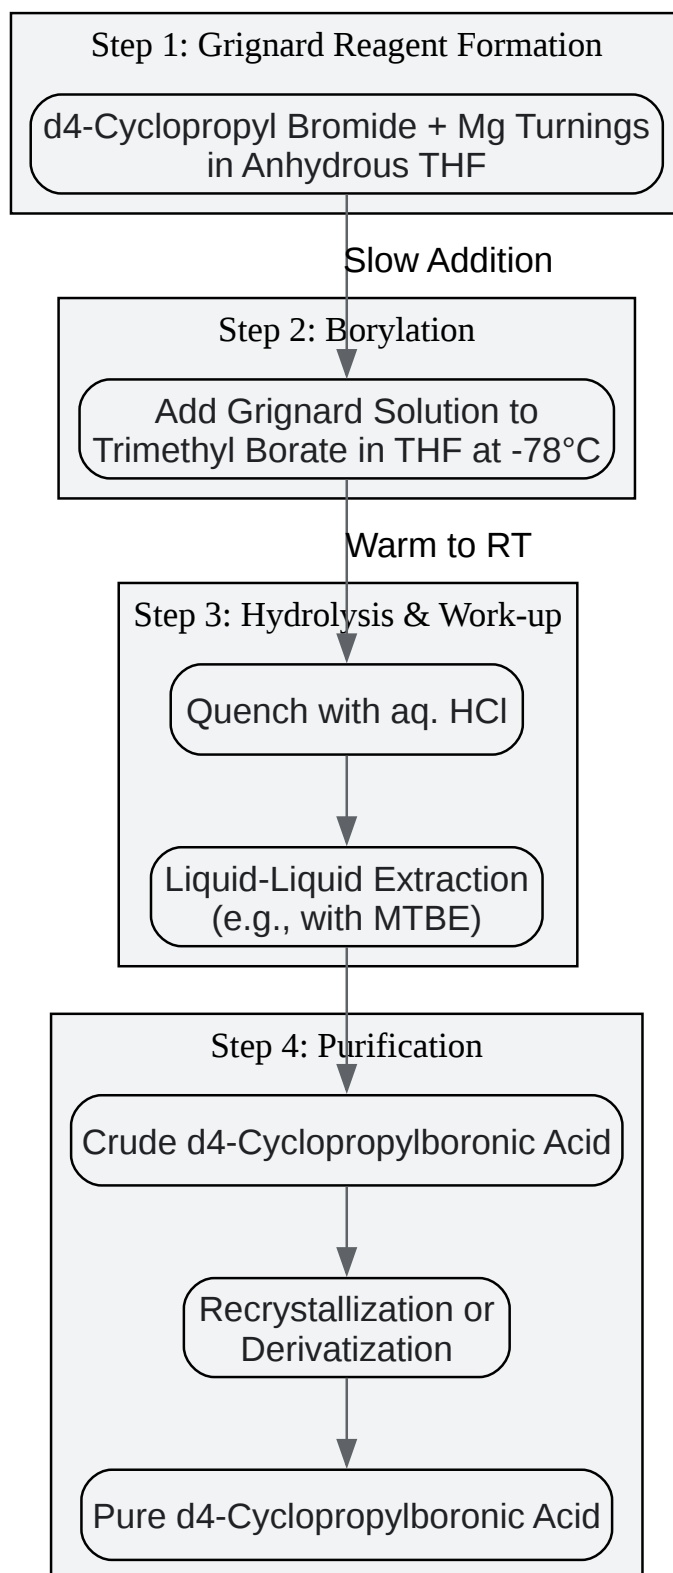 Step 1: Grignard Reagent Formation
d4-Cyclopropyl Bromide + Mg Turnings
in Anhydrous THF
Slow Addition
Step 2: Borylation
Add Grignard Solution to
Trimethyl Borate in THF at -78°C
Warm to RT
Step 3: Hydrolysis & Work-up
Quench with aq. HCl
Liquid-Liquid Extraction
(e.g., with MTBE)
Step 4: Purification
Crude d4-Cyclopropylboronic Acid
Recrystallization or
Derivatization
Pure d4-Cyclopropylboronic Acid